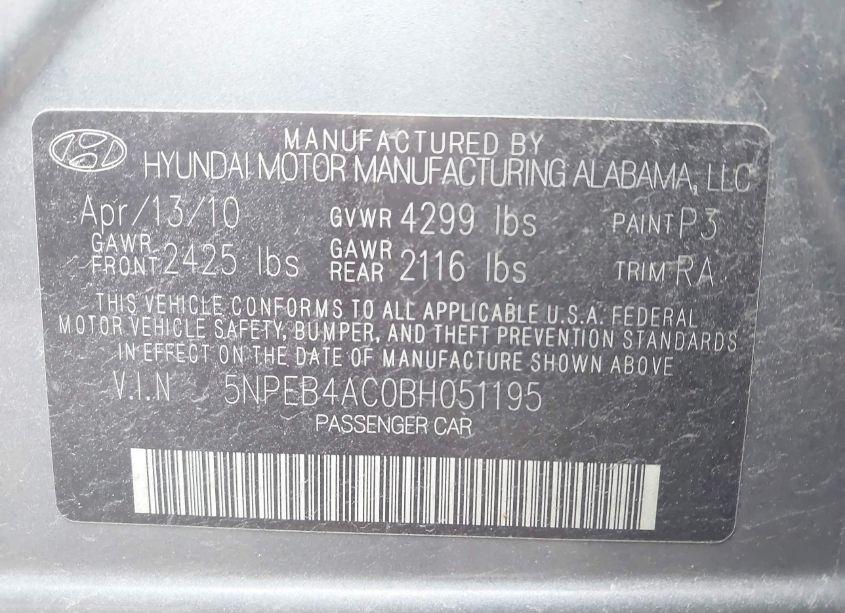 MANUFACTURED BY
HYUNDAI MOTOR MANUFACTURING ALABAMA, LLC
Apr/13/10 GVWR 4299 lbs PAINT P3
GAWR FRONT 2425 lbs GAWR REAR 2116 lbs TRIM RA
THIS VEHICLE CONFORMS TO ALL APPLICABLE U.S.A. FEDERAL
MOTOR VEHICLE SAFETY, BUMPER, AND THEFT PREVENTION STANDARDS
IN EFFECT ON THE DATE OF MANUFACTURE SHOWN ABOVE
V.I.N 5NPEB4AC0BH051195
PASSENGER CAR